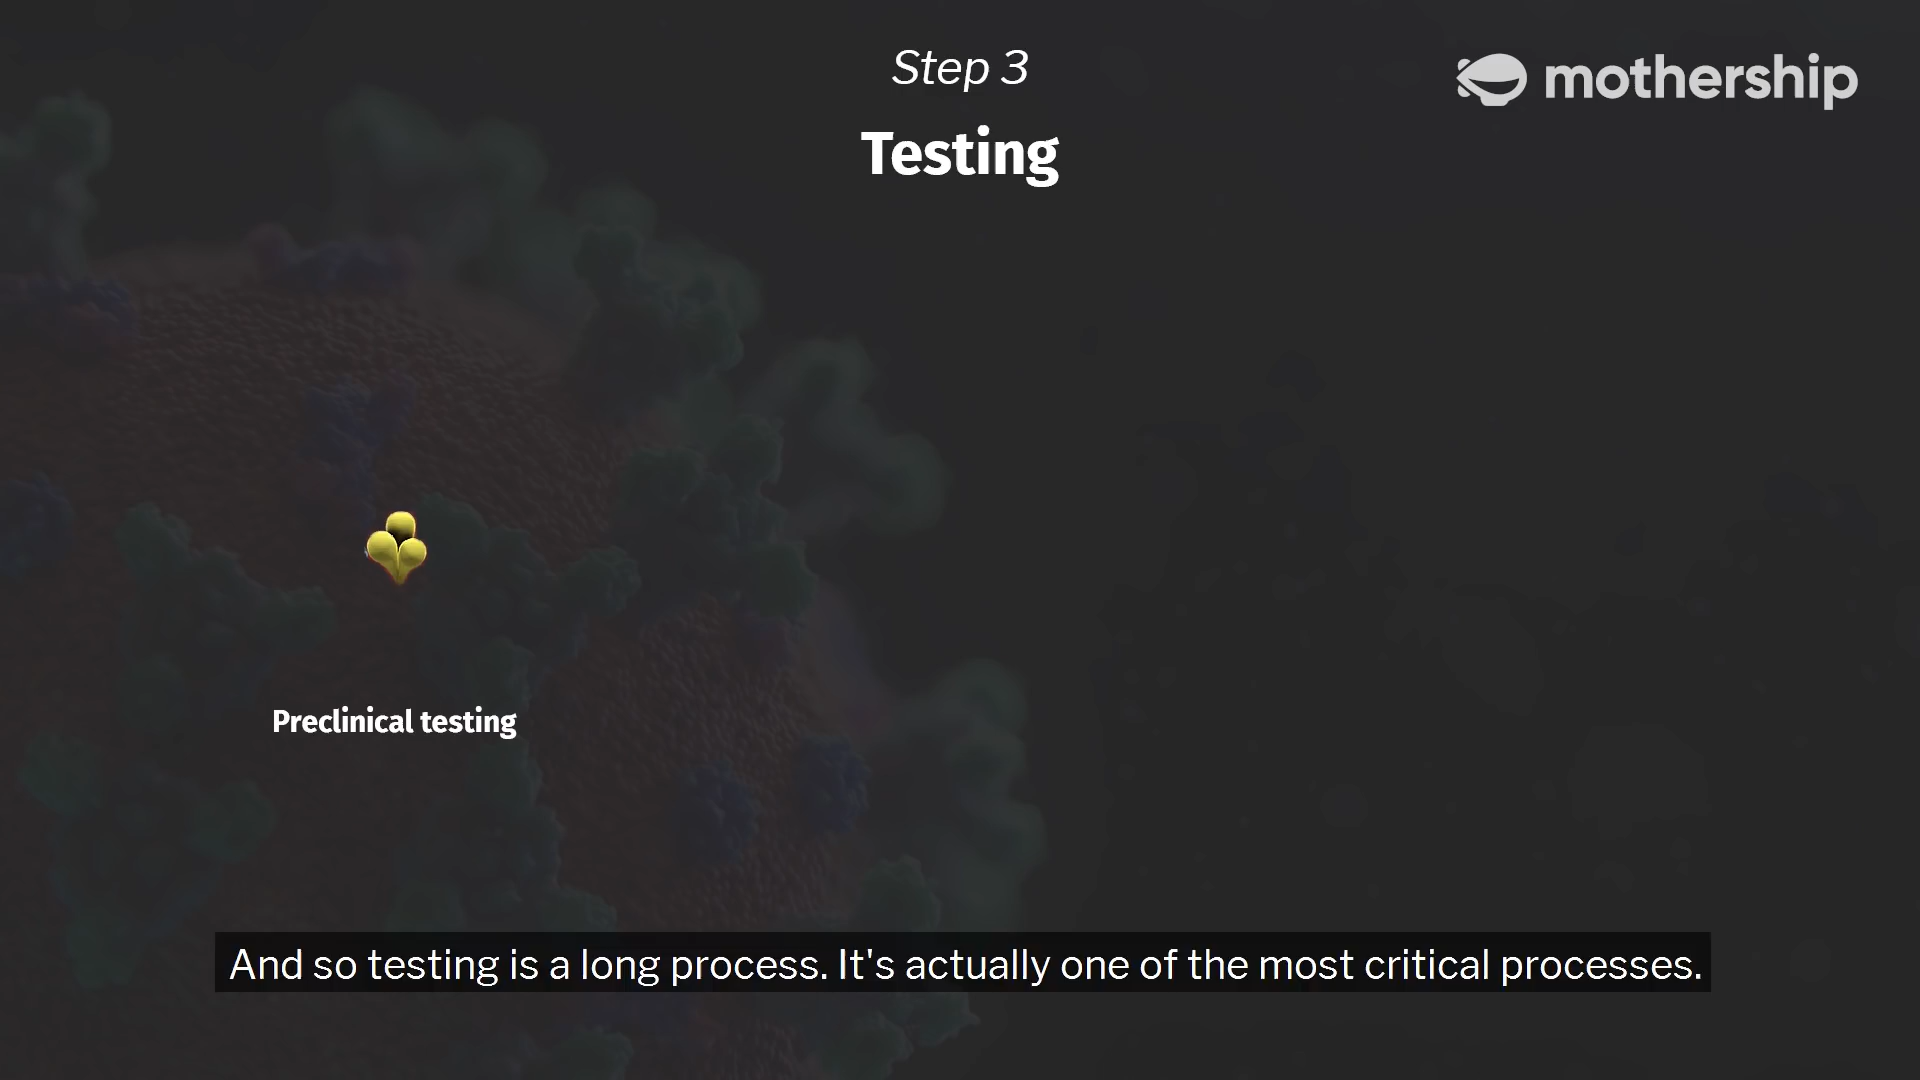 Step 3
mothership
Testing
Preclinical testing
And so testing is a long process. It's actually one of the most critical processes.